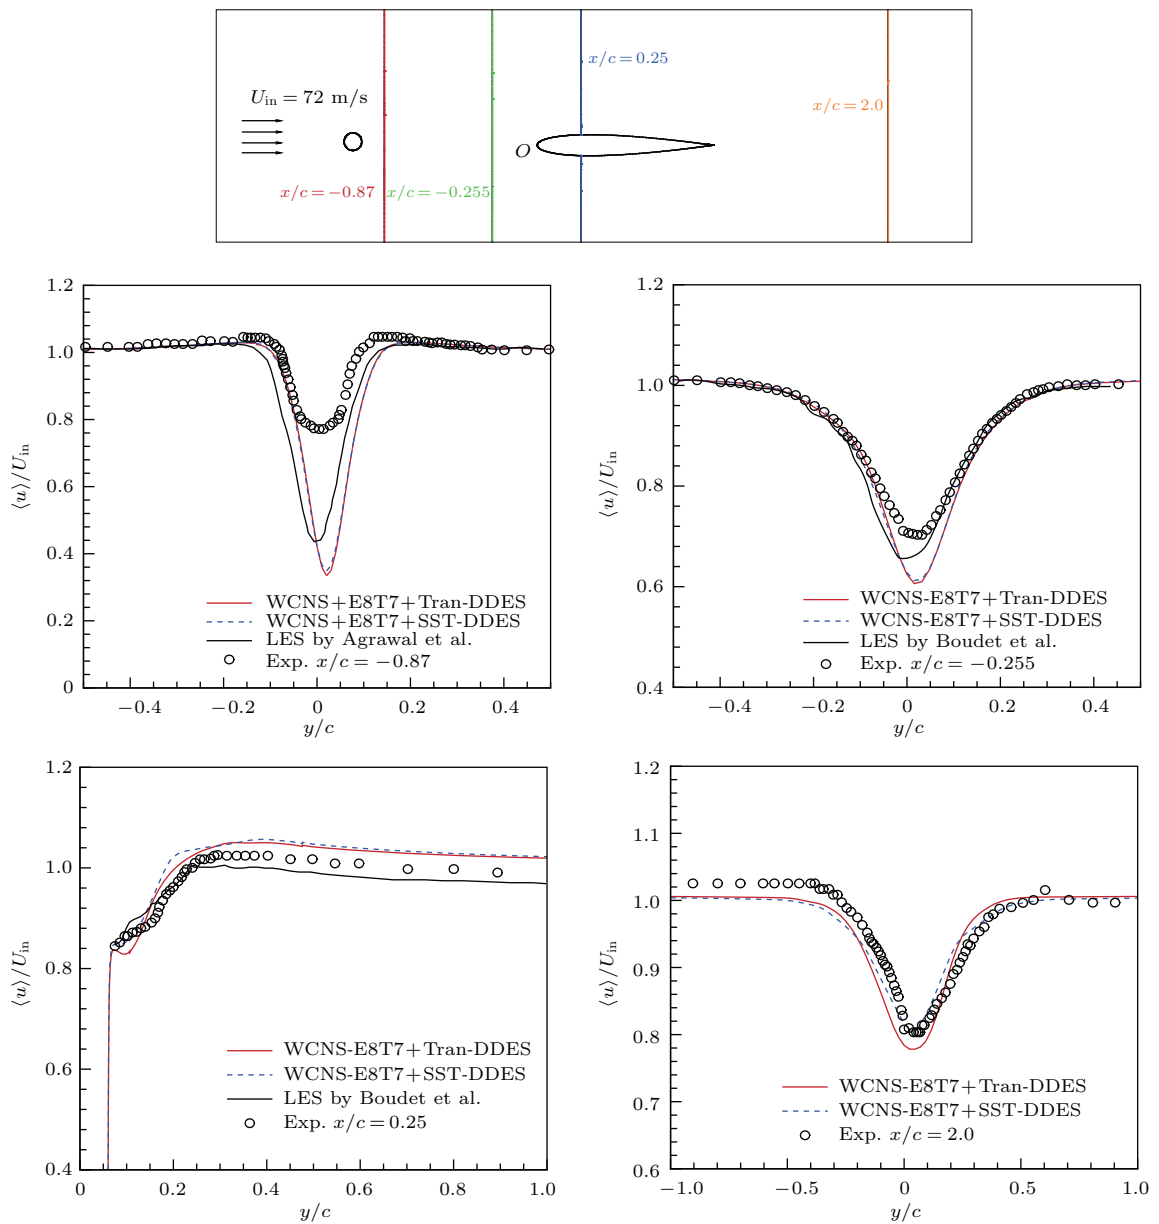 x/c=0.25
U_in=72 m/s
x/c=2.0
O
x/c=−0.87
x/c=−0.255
1.2
1.0
0.8
0.6
0.4
0.2
0
⟨u⟩/U_in
WCNS+E8T7+Tran-DDES
WCNS+E8T7+SST-DDES
LES by Agrawal et al.
Exp. x/c=−0.87
−0.4 −0.2 0 0.2 0.4
y/c
1.2
1.0
0.8
0.6
0.4
⟨u⟩/U_in
WCNS-E8T7+Tran-DDES
WCNS-E8T7+SST-DDES
LES by Boudet et al.
Exp. x/c=−0.255
−0.4 −0.2 0 0.2 0.4
y/c
1.2
1.0
0.8
0.6
0.4
⟨u⟩/U_in
WCNS-E8T7+Tran-DDES
WCNS-E8T7+SST-DDES
LES by Boudet et al.
Exp. x/c=0.25
0 0.2 0.4 0.6 0.8 1.0
y/c
1.2
1.1
1.0
0.9
0.8
0.7
0.6
⟨u⟩/U_in
WCNS-E8T7+Tran-DDES
WCNS-E8T7+SST-DDES
Exp. x/c=2.0
−1.0 −0.5 0 0.5 1.0
y/c